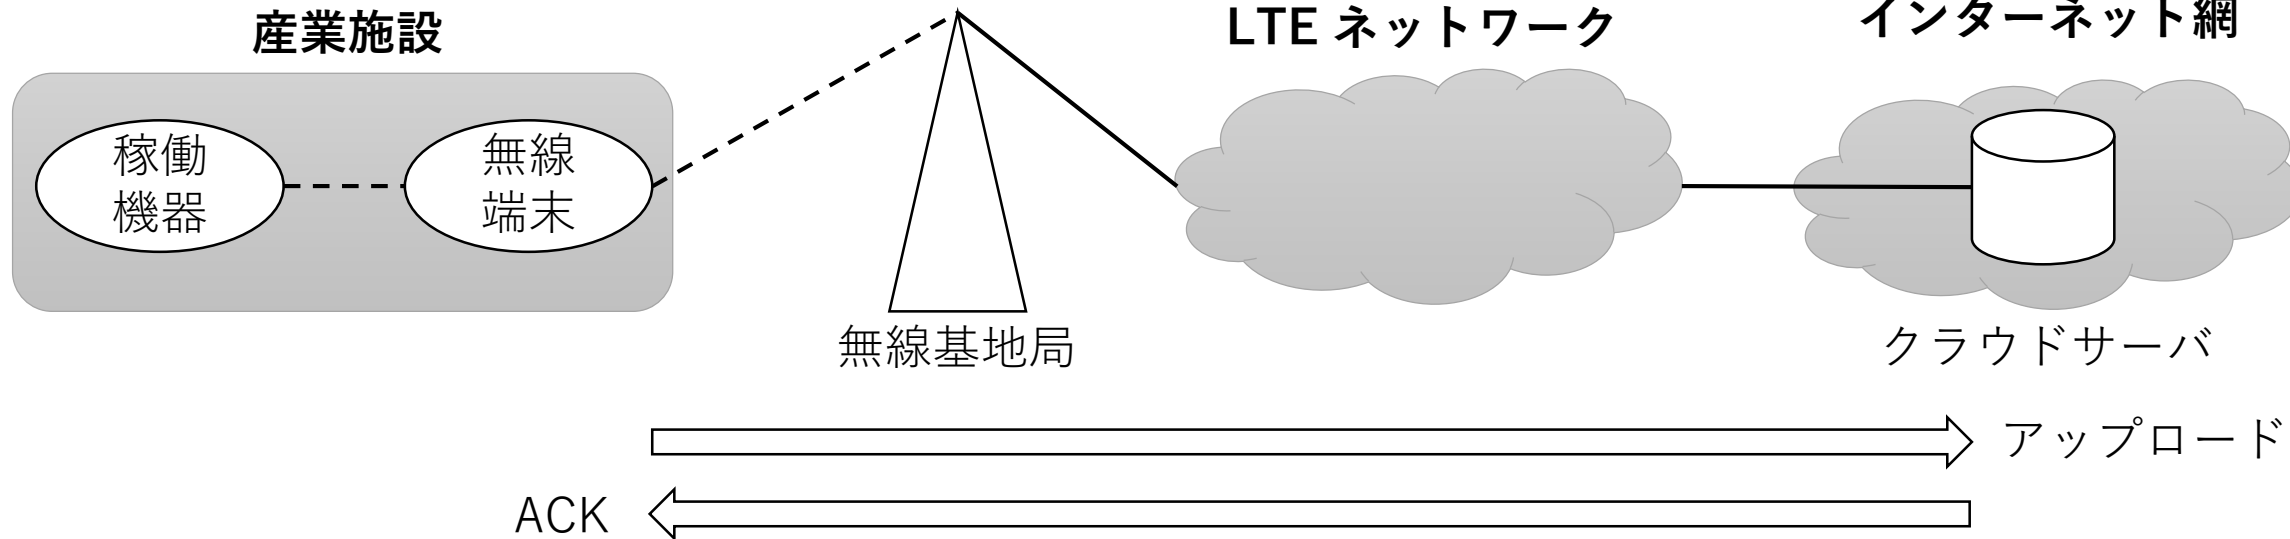 産業施設
LTE ネットワーク
インターネット網
稼働
機器
無線
端末
無線基地局
クラウドサーバ
アップロード
ACK